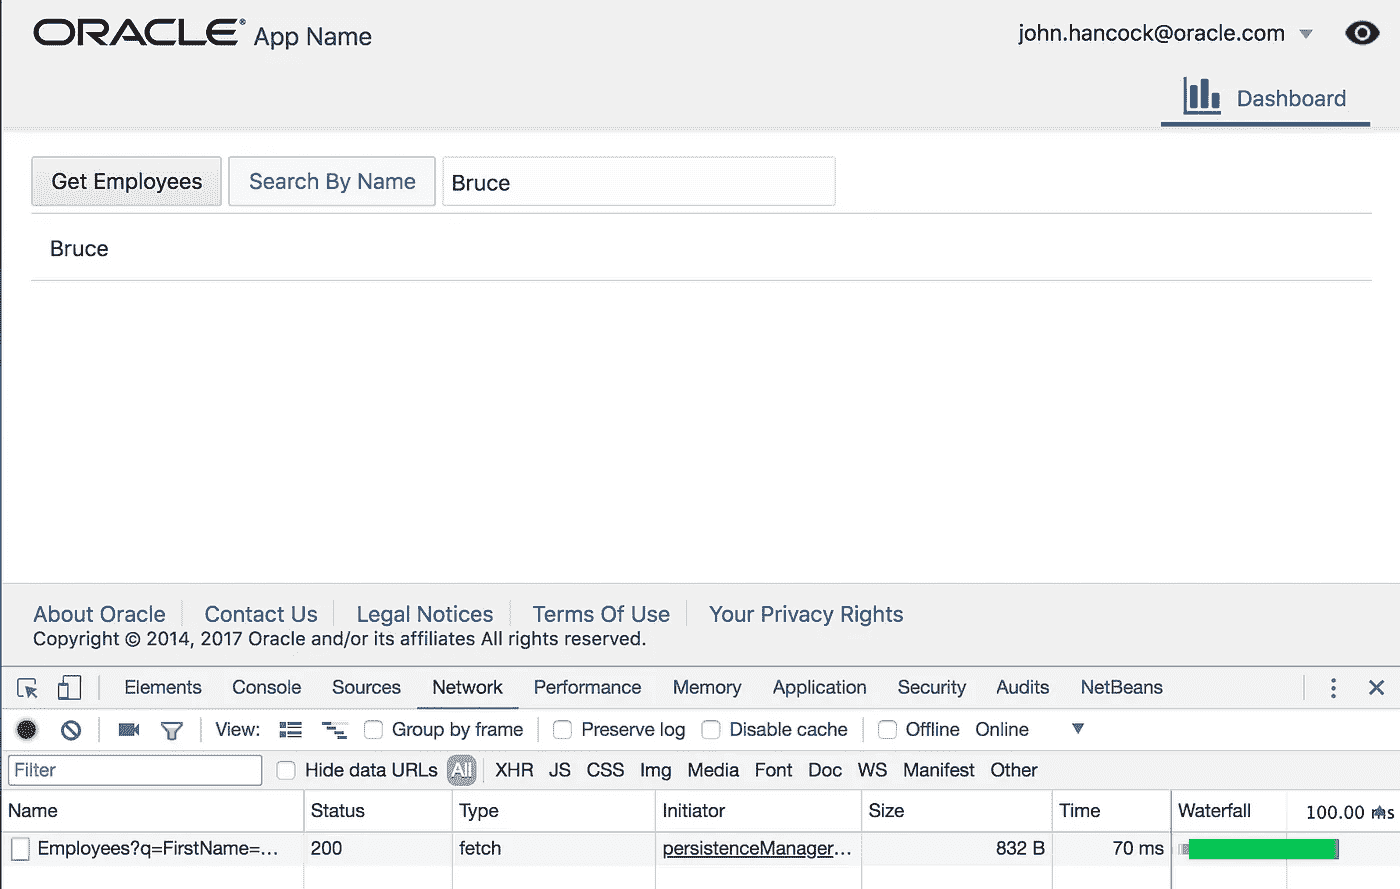 ORACLE® App Name
john.hancock@oracle.com
Dashboard
Get Employees Search By Name Bruce
Bruce
About Oracle Contact Us Legal Notices Terms Of Use Your Privacy Rights
Copyright © 2014, 2017 Oracle and/or its affiliates All rights reserved.
Elements Console Sources Network Performance Memory Application Security Audits NetBeans
View: Group by frame Preserve log Disable cache Offline Online
Filter Hide data URLs All XHR JS CSS Img Media Font Doc WS Manifest Other
Name Status Type Initiator Size Time Waterfall 100.00 ms
Employees?q=FirstName=... 200 fetch persistenceManager... 832 B 70 ms